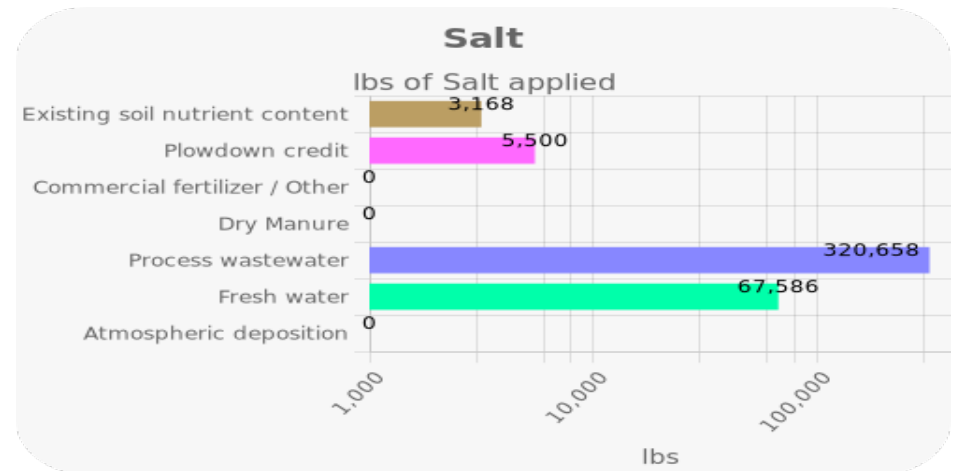 Salt
lbs of Salt applied
Existing soil nutrient content 3,168
Plowdown credit 5,500
Commercial fertilizer / Other 0
Dry Manure 0
Process wastewater 320,658
Fresh water 67,586
Atmospheric deposition 0
1,000 10,000 100,000
lbs